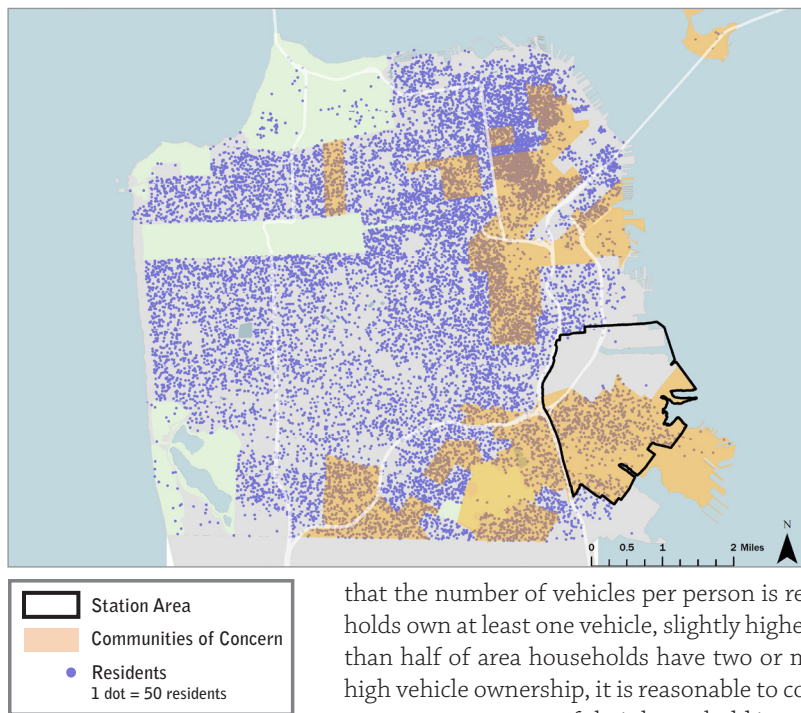 N
0 0.5 1 2 Miles
Station Area
Communities of Concern
Residents
1 dot = 50 residents
that the number of vehicles per person is re
holds own at least one vehicle, slightly highe
than half of area households have two or m
high vehicle ownership, it is reasonable to co